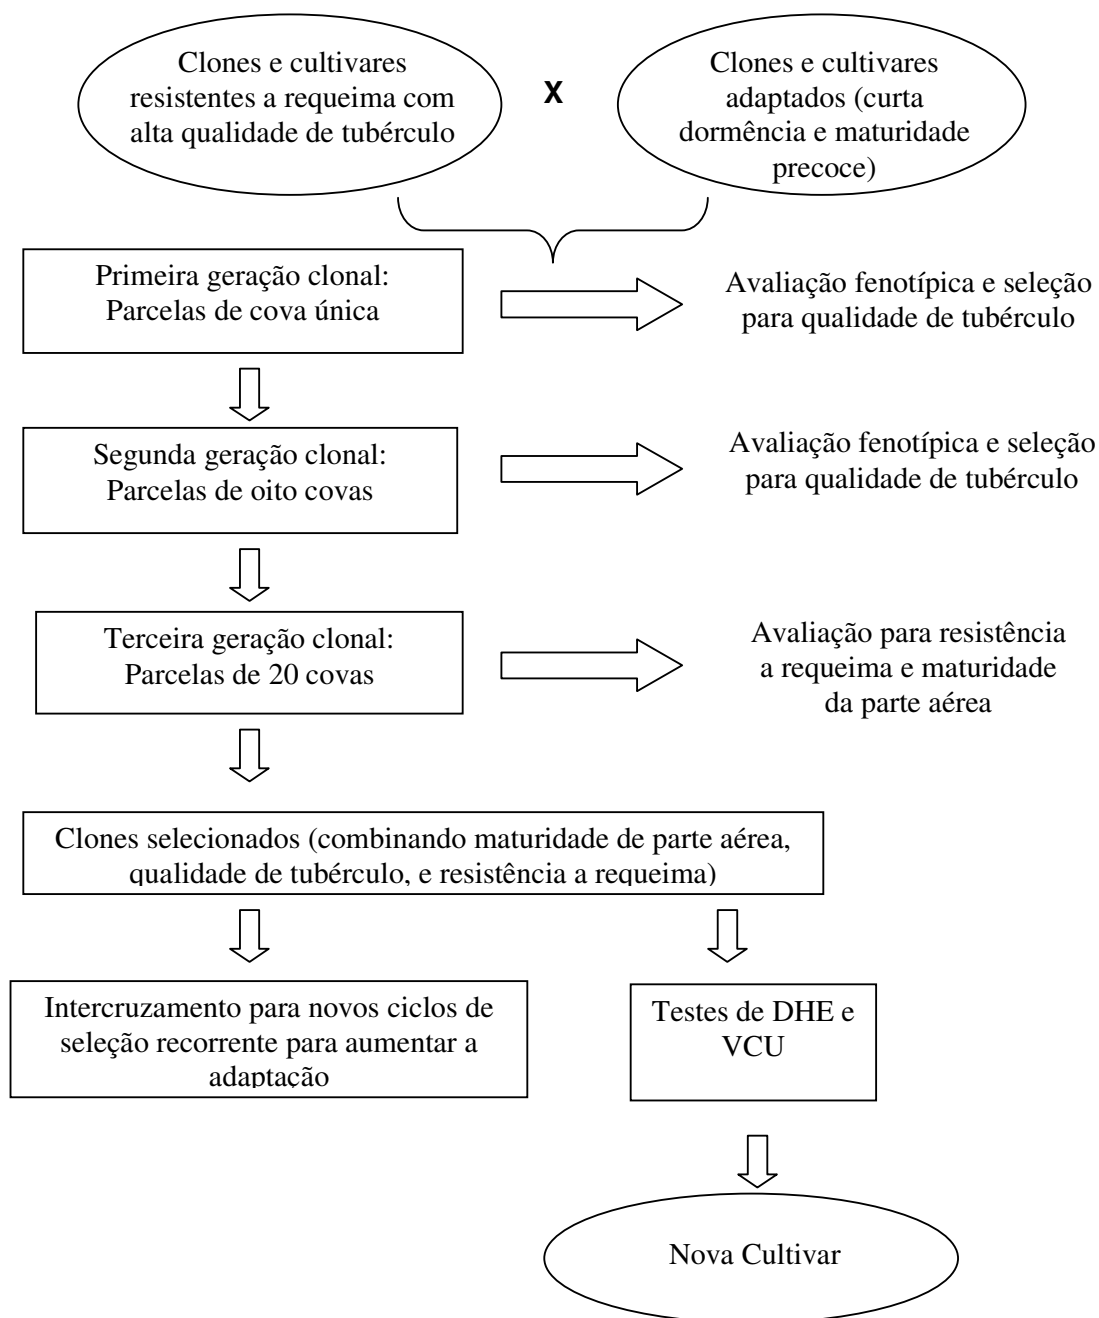 Clones e cultivares
resistentes a requeima com
alta qualidade de tubérculo
X
Clones e cultivares
adaptados (curta
dormência e maturidade
precoce)
Primeira geração clonal:
Parcelas de cova única
Avaliação fenotípica e seleção
para qualidade de tubérculo
Segunda geração clonal:
Parcelas de oito covas
Avaliação fenotípica e seleção
para qualidade de tubérculo
Terceira geração clonal:
Parcelas de 20 covas
Avaliação para resistência
a requeima e maturidade
da parte aérea
Clones selecionados (combinando maturidade de parte aérea,
qualidade de tubérculo, e resistência a requeima)
Intercruzamento para novos ciclos de
seleção recorrente para aumentar a
adaptação
Testes de DHE e
VCU
Nova Cultivar